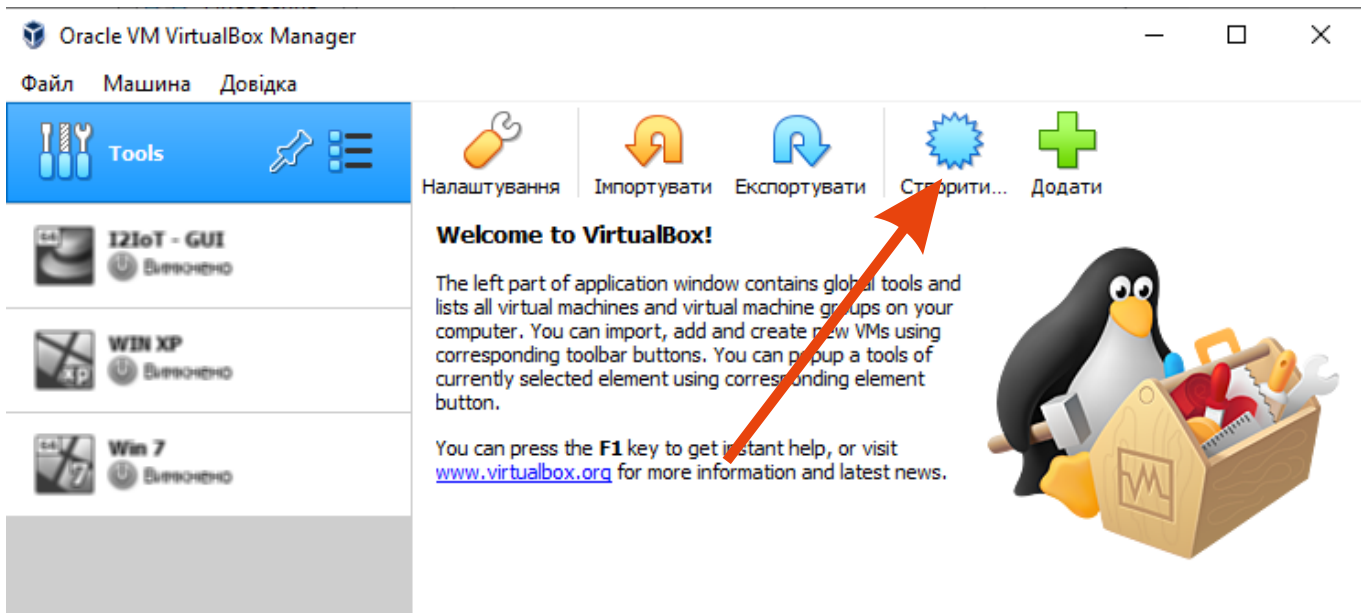 Oracle VM VirtualBox Manager
Файл Машина Довідка
Tools
I2IoT - GUI
Вимкнено
WIN XP
Вимкнено
Win 7
Вимкнено
Налаштування Імпортувати Експортувати Створити... Додати
Welcome to VirtualBox!
The left part of application window contains global tools and
lists all virtual machines and virtual machine groups on your
computer. You can import, add and create new VMs using
corresponding toolbar buttons. You can popup a tools of
currently selected element using corresponding element
button.
You can press the F1 key to get instant help, or visit
www.virtualbox.org for more information and latest news.